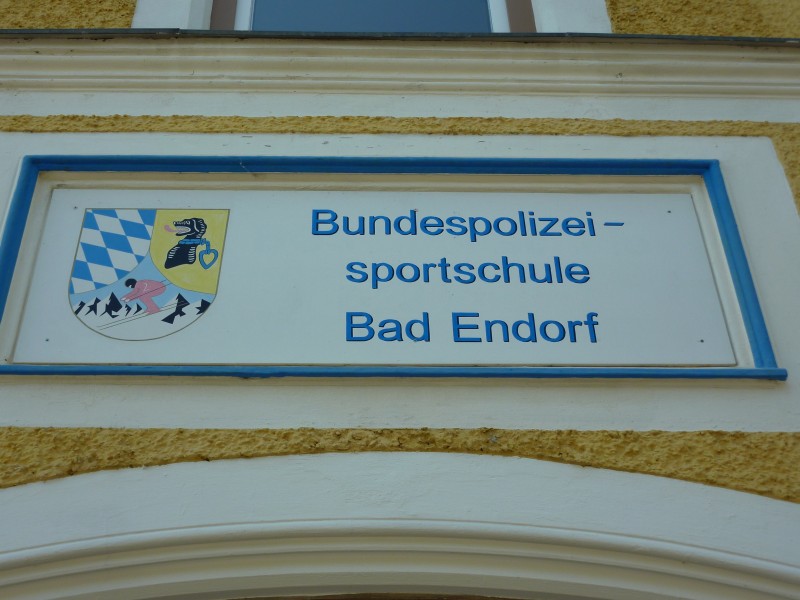 Bundespolizei-
sportschule
Bad Endorf